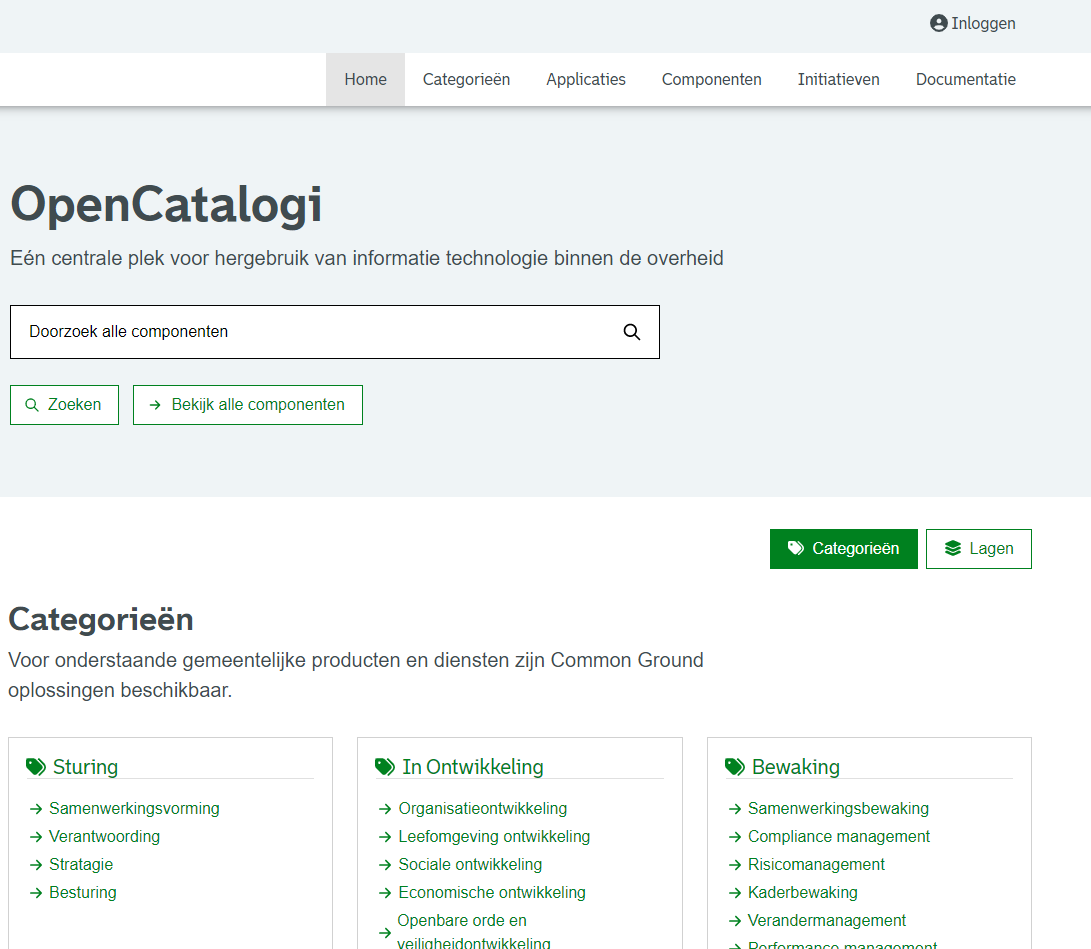 Inloggen
Home Categorieën Applicaties Componenten Initiatieven Documentatie
OpenCatalogi
Eén centrale plek voor hergebruik van informatie technologie binnen de overheid
Doorzoek alle componenten
Zoeken Bekijk alle componenten
Categorieën Lagen
Categorieën
Voor onderstaande gemeentelijke producten en diensten zijn Common Ground
oplossingen beschikbaar.
Sturing
Samenwerkingsvorming
Verantwoording
Stratagie
Besturing
In Ontwikkeling
Organisatieontwikkeling
Leefomgeving ontwikkeling
Sociale ontwikkeling
Economische ontwikkeling
Openbare orde en
veiligheidontwikkeling
Bewaking
Samenwerkingsbewaking
Compliance management
Risicomanagement
Kaderbewaking
Verandermanagement
Performance management